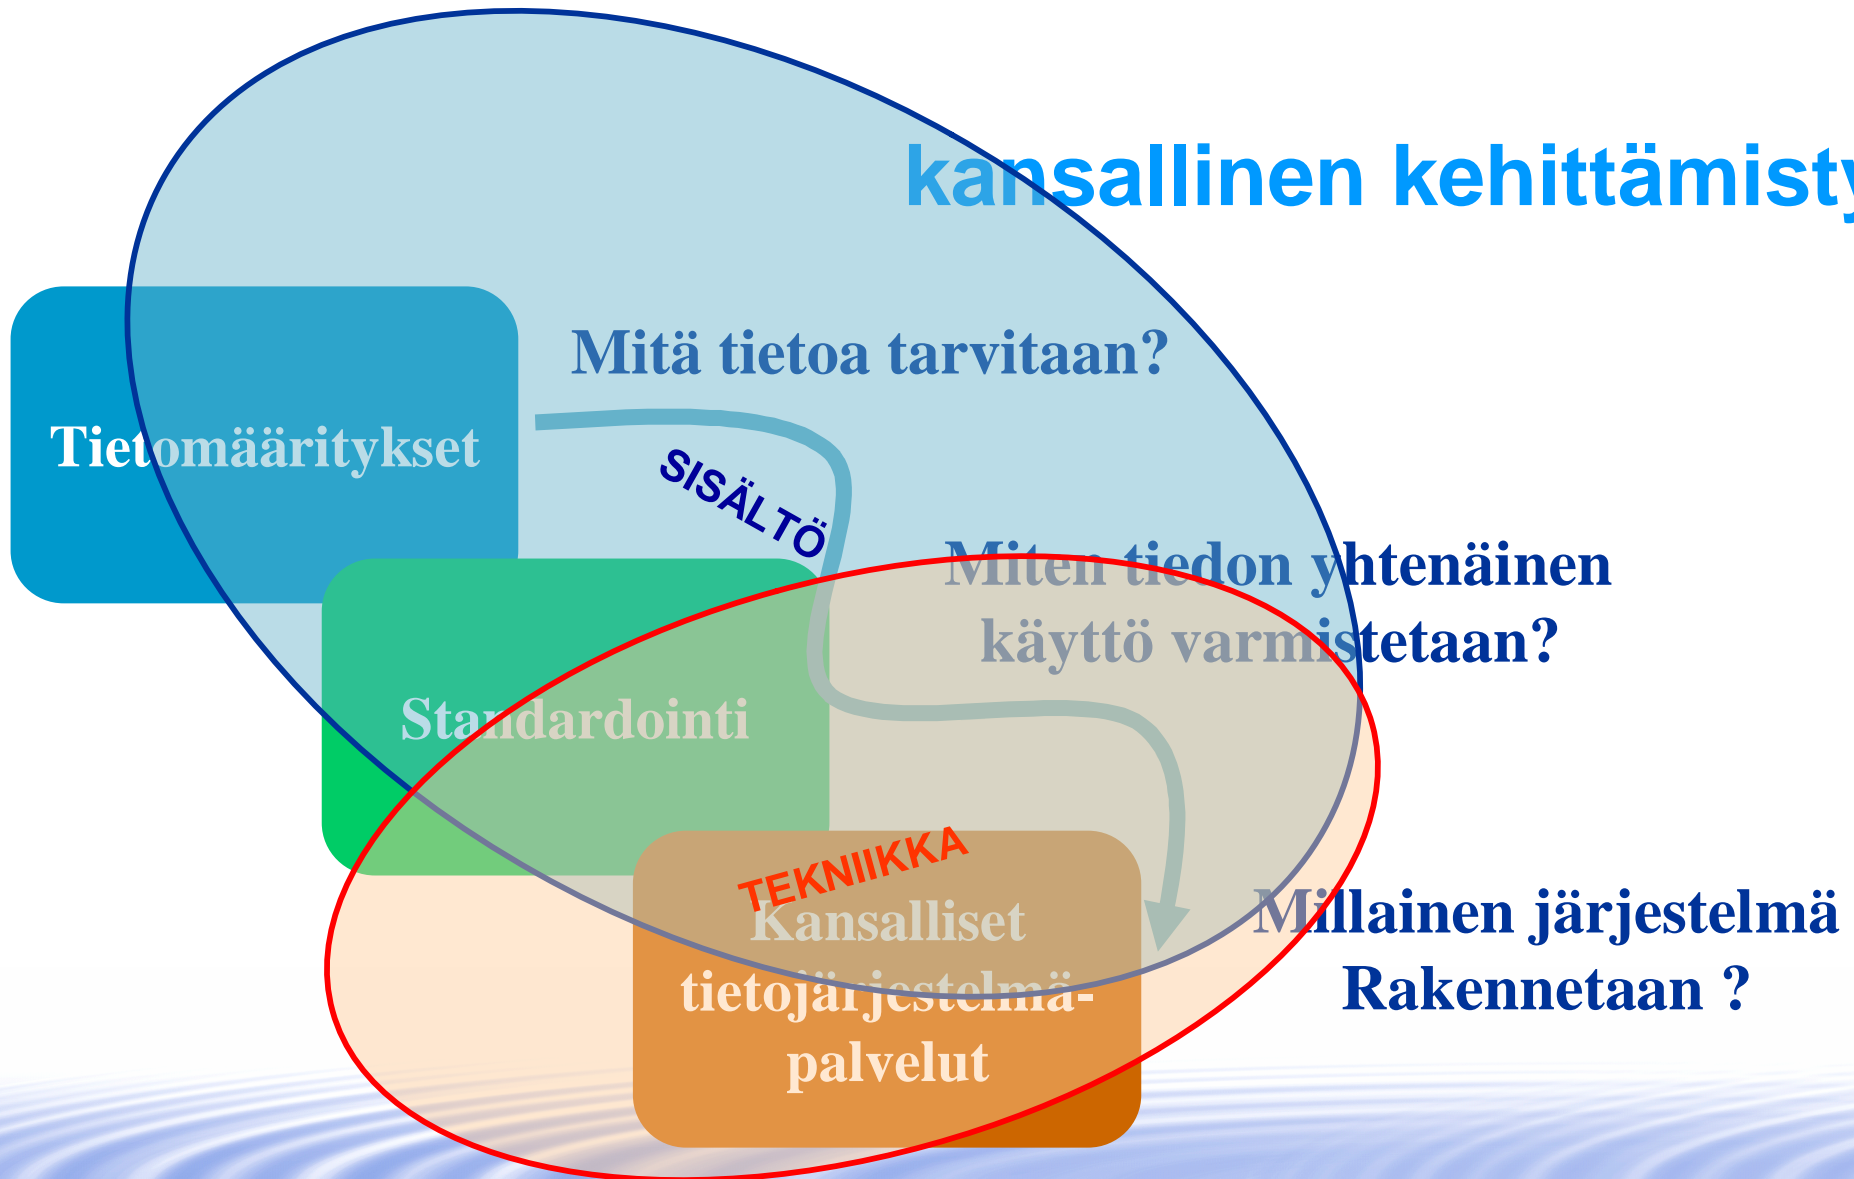 kansallinen kehittämisty
Mitä tietoa tarvitaan?
Tietomääritykset
SISÄLTÖ
Miten tiedon yhtenäinen
käyttö varmistetaan?
Standardointi
TEKNIIKKA
Kansalliset
tietojärjestelmä-
palvelut
Millainen järjestelmä
Rakennetaan ?